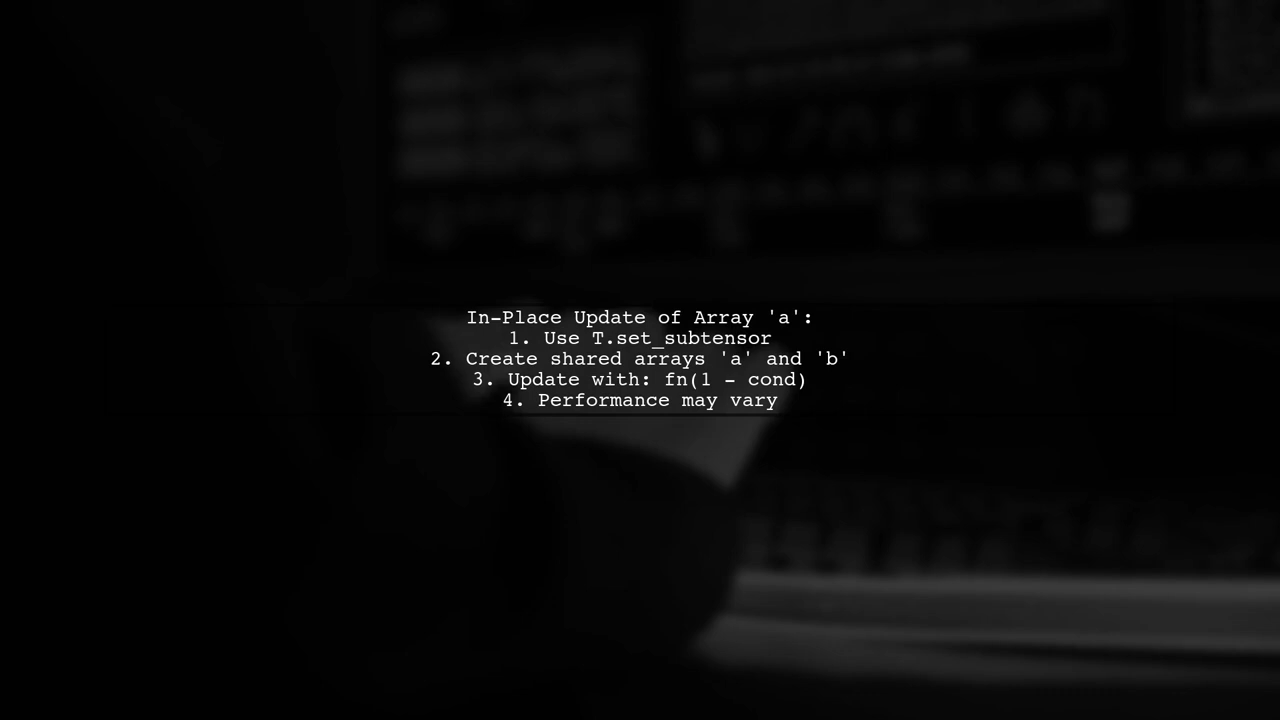 In-Place Update of Array 'a':
1. Use T.set_subtensor
2. Create shared arrays 'a' and 'b'
3. Update with: fn(1 - cond)
4. Performance may vary